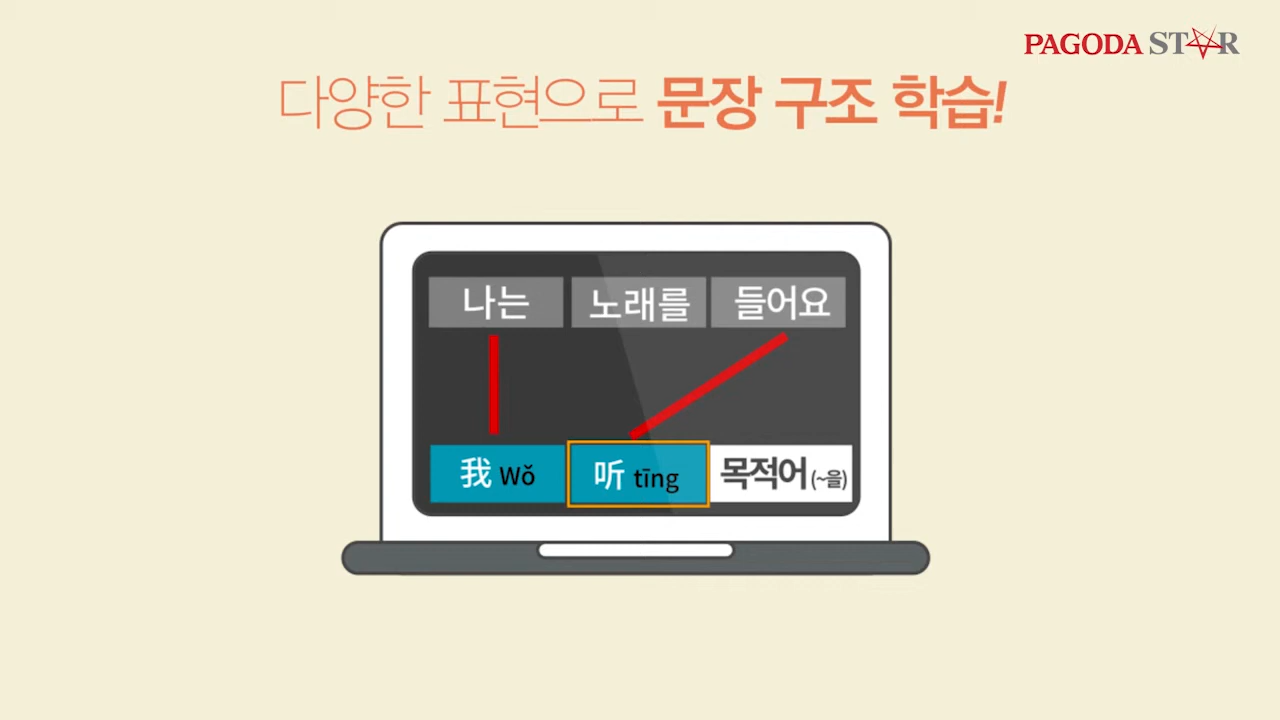 PAGODA STAR
다양한 표현으로 문장 구조 학습!
나는 노래를 들어요
我 Wǒ 听 tīng 목적어 (~을)